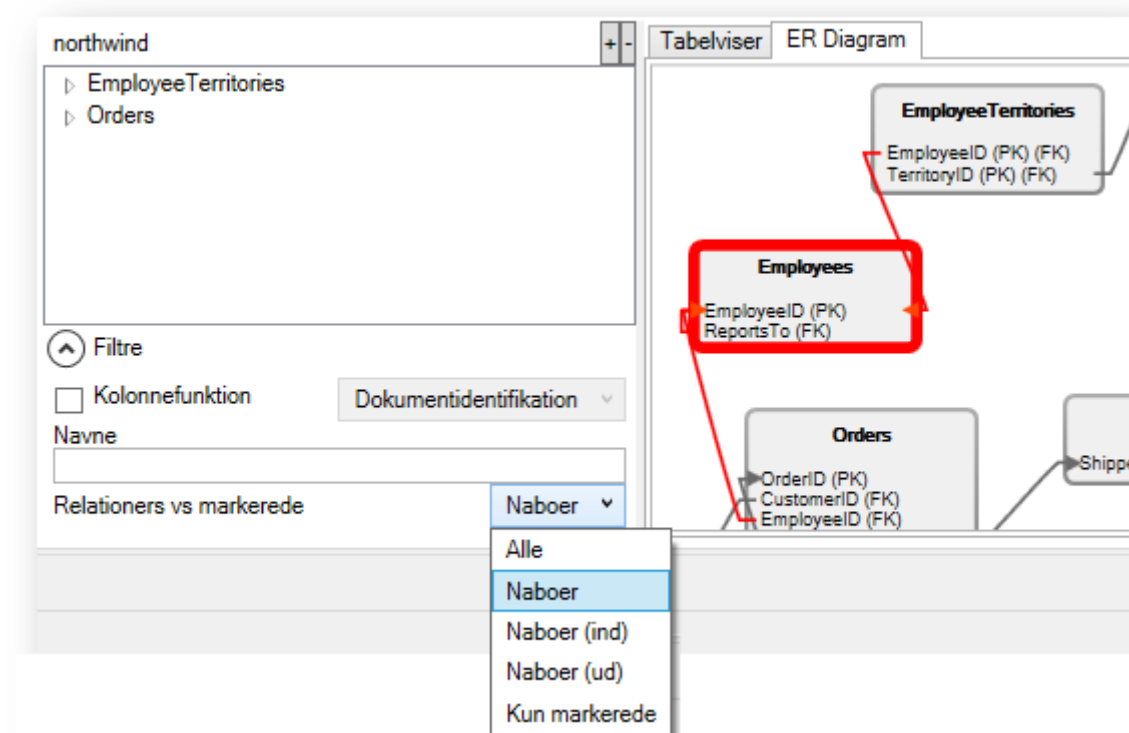 northwind
+ -
EmployeeTerritories
Orders
Filtre
Kolonnefunktion
Dokumentidentifikation
Navne
Relationers vs markerede
Naboer
Alle
Naboer
Naboer (ind)
Naboer (ud)
Kun markerede
Tabelviser
ER Diagram
EmployeeTerritories
EmployeeID (PK) (FK)
TerritoryID (PK) (FK)
Employees
EmployeeID (PK)
ReportsTo (FK)
Orders
OrderID (PK)
CustomerID (FK)
EmployeeID (FK)
Shippe